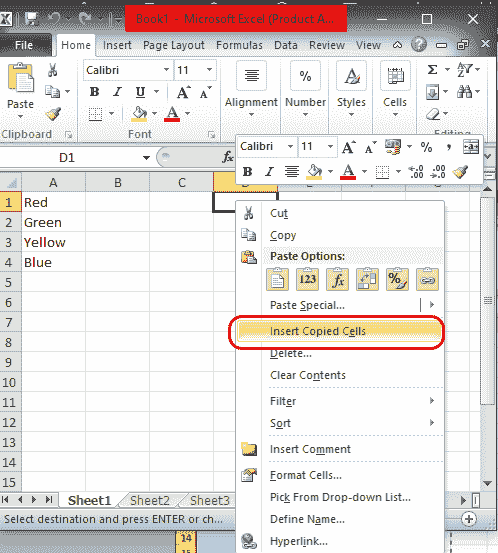 Book1 - Microsoft Excel (Product A...
File Home Insert Page Layout Formulas Data Review View
Calibri 11
Paste B I U A A Alignment Number Styles Cells
Clipboard Font Editing
Calibri 11 A A $ % ,
B I A .00
D1 fx
A B C
1 Red
2 Green
3 Yellow
4 Blue
5
6
7
8
9
10
11
12
13
14
15
Cut
Copy
Paste Options:
123 fx %
Paste Special...
Insert Copied Cells
Delete...
Clear Contents
Filter
Sort
Insert Comment
Format Cells...
Pick From Drop-down List...
Define Name...
Hyperlink...
Sheet1 Sheet2 Sheet3
Select destination and press ENTER or ch...
14
15